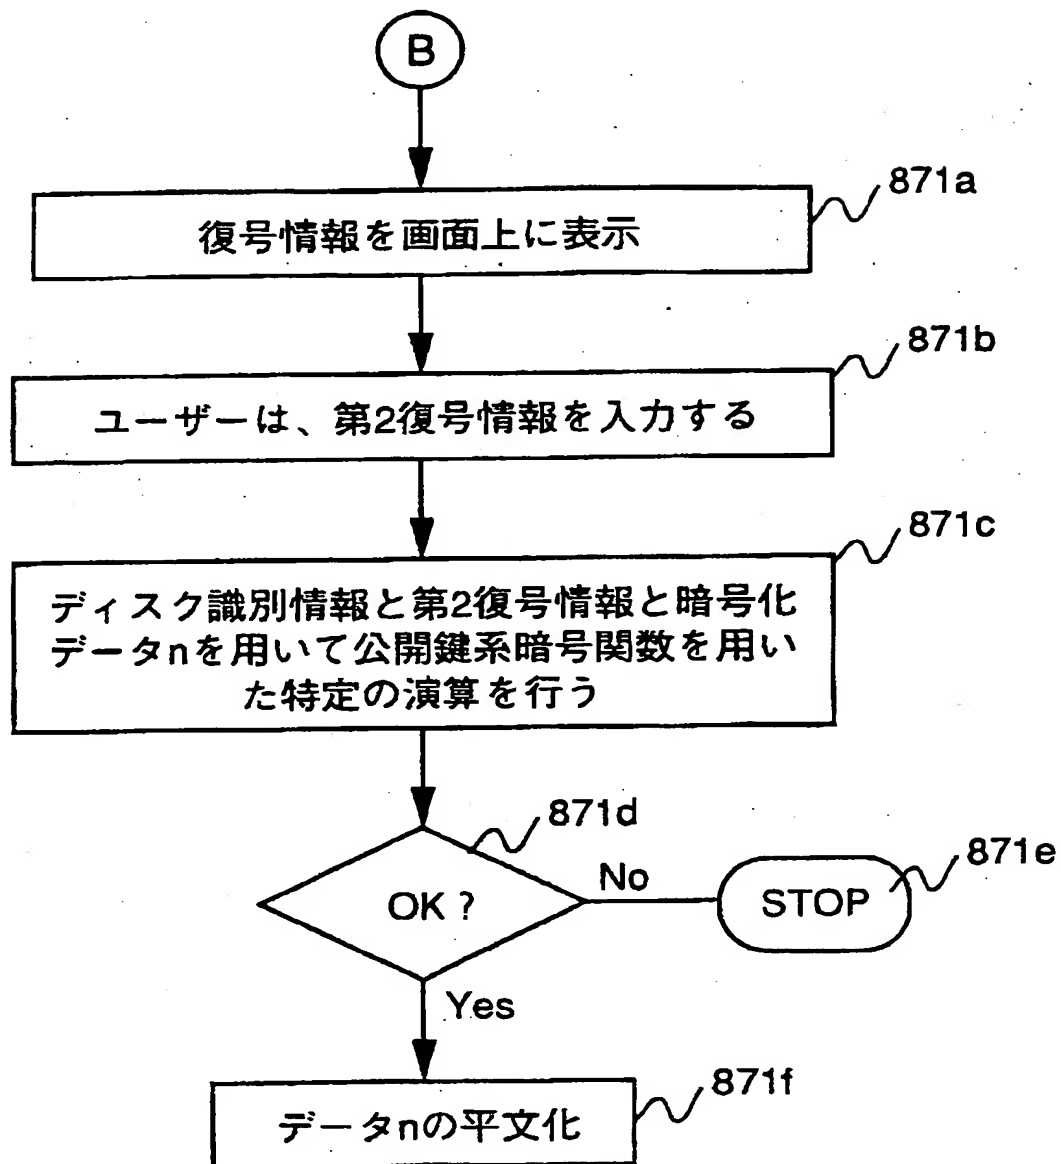 B
871a
復号情報を画面上に表示
871b
ユーザーは、第2復号情報を入力する
871c
ディスク識別情報と第2復号情報と暗号化
データnを用いて公開鍵系暗号関数を用い
た特定の演算を行う
871d
OK ?
No
871e
STOP
Yes
871f
データnの平文化